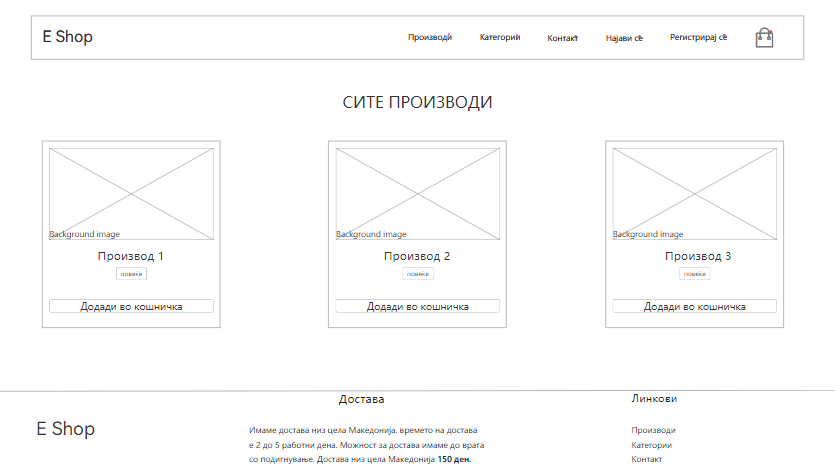 E Shop
Производи
Категории
Контакт
Најави се
Регистрирај се
СИТЕ ПРОИЗВОДИ
Background image
Производ 1
повеќе
Додади во кошничка
Background image
Производ 2
повеќе
Додади во кошничка
Background image
Производ 3
повеќе
Додади во кошничка
E Shop
Достава
Имаме достава низ цела Македонија, времето на достава
е 2 до 5 работни дена. Можност за достава имаме до врата
со подигнување. Достава низ цела Македонија 150 ден.
Линкови
Производи
Категории
Контакт